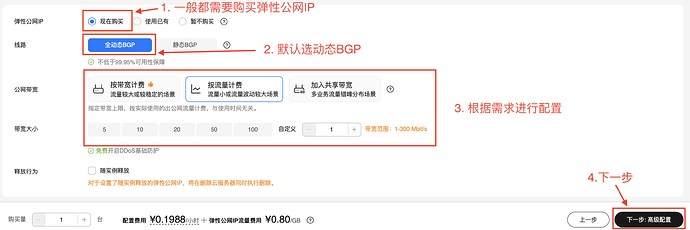 1. 一般都需要购买弹性公网IP
弹性公网IP 现在购买 使用已有 暂不购买 ?
线路 全动态BGP 静态BGP ? 2. 默认选动态BGP
不低于99.95%可用性保障
公网带宽 按带宽计费 按流量计费 加入共享带宽 ?
流量较大或较稳定的场景 流量小或流量波动较大场景 多业务流量错峰分布场景
指定带宽上限，按实际使用的出公网流量计费，与使用时间无关。
3. 根据需求进行配置
带宽大小 5 10 20 50 100 自定义 − 1 + 带宽范围：1-300 Mbit/s
免费开启DDoS基础防护
释放行为 随实例释放
对于设置了随实例释放的弹性公网IP，将在删除云服务器同时执行删除。
4.下一步
购买量 − 1 + 台 配置费用 ¥0.1988/小时 + 弹性公网IP流量费用 ¥0.80/GB ? 上一步 下一步: 高级配置